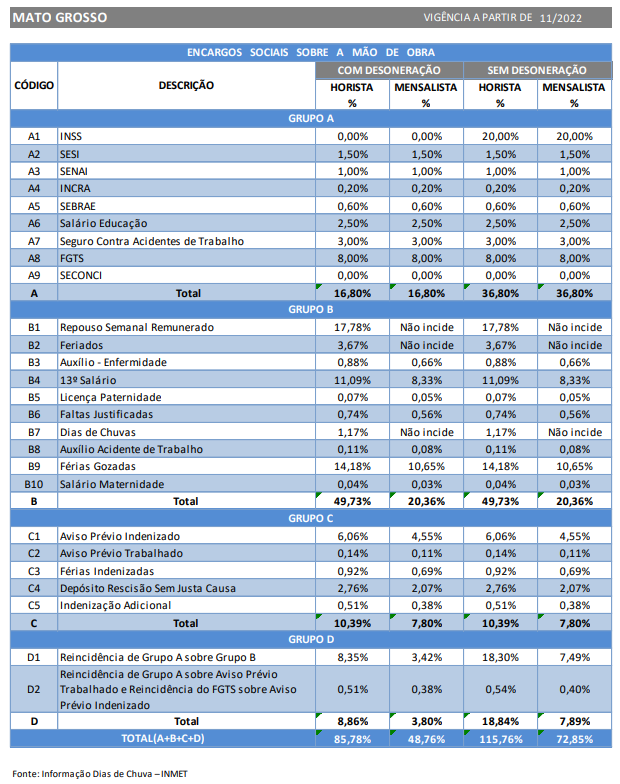 MATO GROSSO VIGÊNCIA A PARTIR DE 11/2022
ENCARGOS SOCIAIS SOBRE A MÃO DE OBRA
CÓDIGO DESCRIÇÃO COM DESONERAÇÃO SEM DESONERAÇÃO
HORISTA MENSALISTA HORISTA MENSALISTA
% % % %
GRUPO A
A1 INSS 0,00% 0,00% 20,00% 20,00%
A2 SESI 1,50% 1,50% 1,50% 1,50%
A3 SENAI 1,00% 1,00% 1,00% 1,00%
A4 INCRA 0,20% 0,20% 0,20% 0,20%
A5 SEBRAE 0,60% 0,60% 0,60% 0,60%
A6 Salário Educação 2,50% 2,50% 2,50% 2,50%
A7 Seguro Contra Acidentes de Trabalho 3,00% 3,00% 3,00% 3,00%
A8 FGTS 8,00% 8,00% 8,00% 8,00%
A9 SECONCI 0,00% 0,00% 0,00% 0,00%
A Total 16,80% 16,80% 36,80% 36,80%
GRUPO B
B1 Repouso Semanal Remunerado 17,78% Não incide 17,78% Não incide
B2 Feriados 3,67% Não incide 3,67% Não incide
B3 Auxílio - Enfermidade 0,88% 0,66% 0,88% 0,66%
B4 13º Salário 11,09% 8,33% 11,09% 8,33%
B5 Licença Paternidade 0,07% 0,05% 0,07% 0,05%
B6 Faltas Justificadas 0,74% 0,56% 0,74% 0,56%
B7 Dias de Chuvas 1,17% Não incide 1,17% Não incide
B8 Auxílio Acidente de Trabalho 0,11% 0,08% 0,11% 0,08%
B9 Férias Gozadas 14,18% 10,65% 14,18% 10,65%
B10 Salário Maternidade 0,04% 0,03% 0,04% 0,03%
B Total 49,73% 20,36% 49,73% 20,36%
GRUPO C
C1 Aviso Prévio Indenizado 6,06% 4,55% 6,06% 4,55%
C2 Aviso Prévio Trabalhado 0,14% 0,11% 0,14% 0,11%
C3 Férias Indenizadas 0,92% 0,69% 0,92% 0,69%
C4 Depósito Rescisão Sem Justa Causa 2,76% 2,07% 2,76% 2,07%
C5 Indenização Adicional 0,51% 0,38% 0,51% 0,38%
C Total 10,39% 7,80% 10,39% 7,80%
GRUPO D
D1 Reincidência de Grupo A sobre Grupo B 8,35% 3,42% 18,30% 7,49%
Reincidência de Grupo A sobre Aviso Prévio
D2 Trabalhado e Reincidência do FGTS sobre Aviso 0,51% 0,38% 0,54% 0,40%
Prévio Indenizado
D Total 8,86% 3,80% 18,84% 7,89%
TOTAL(A+B+C+D) 85,78% 48,76% 115,76% 72,85%
Fonte: Informação Dias de Chuva – INMET